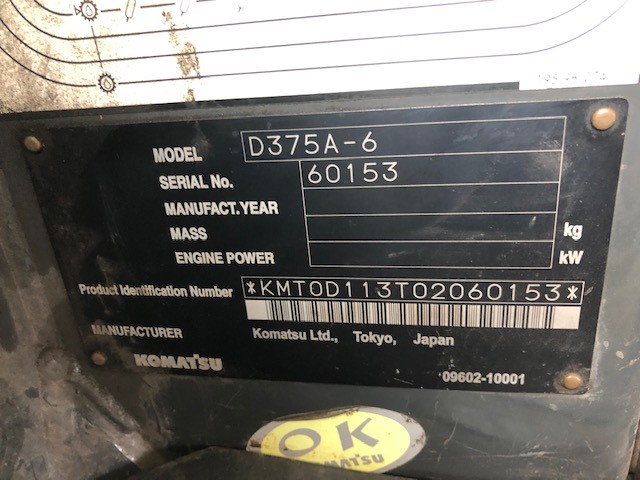 MODEL D375A-6
SERIAL No. 60153
MANUFACT.YEAR
MASS kg
ENGINE POWER kW
Product Identification Number *KMT0D113T02060153*
MANUFACTURER Komatsu Ltd., Tokyo, Japan
KOMATSU
09602-10001
OK
KOMATSU